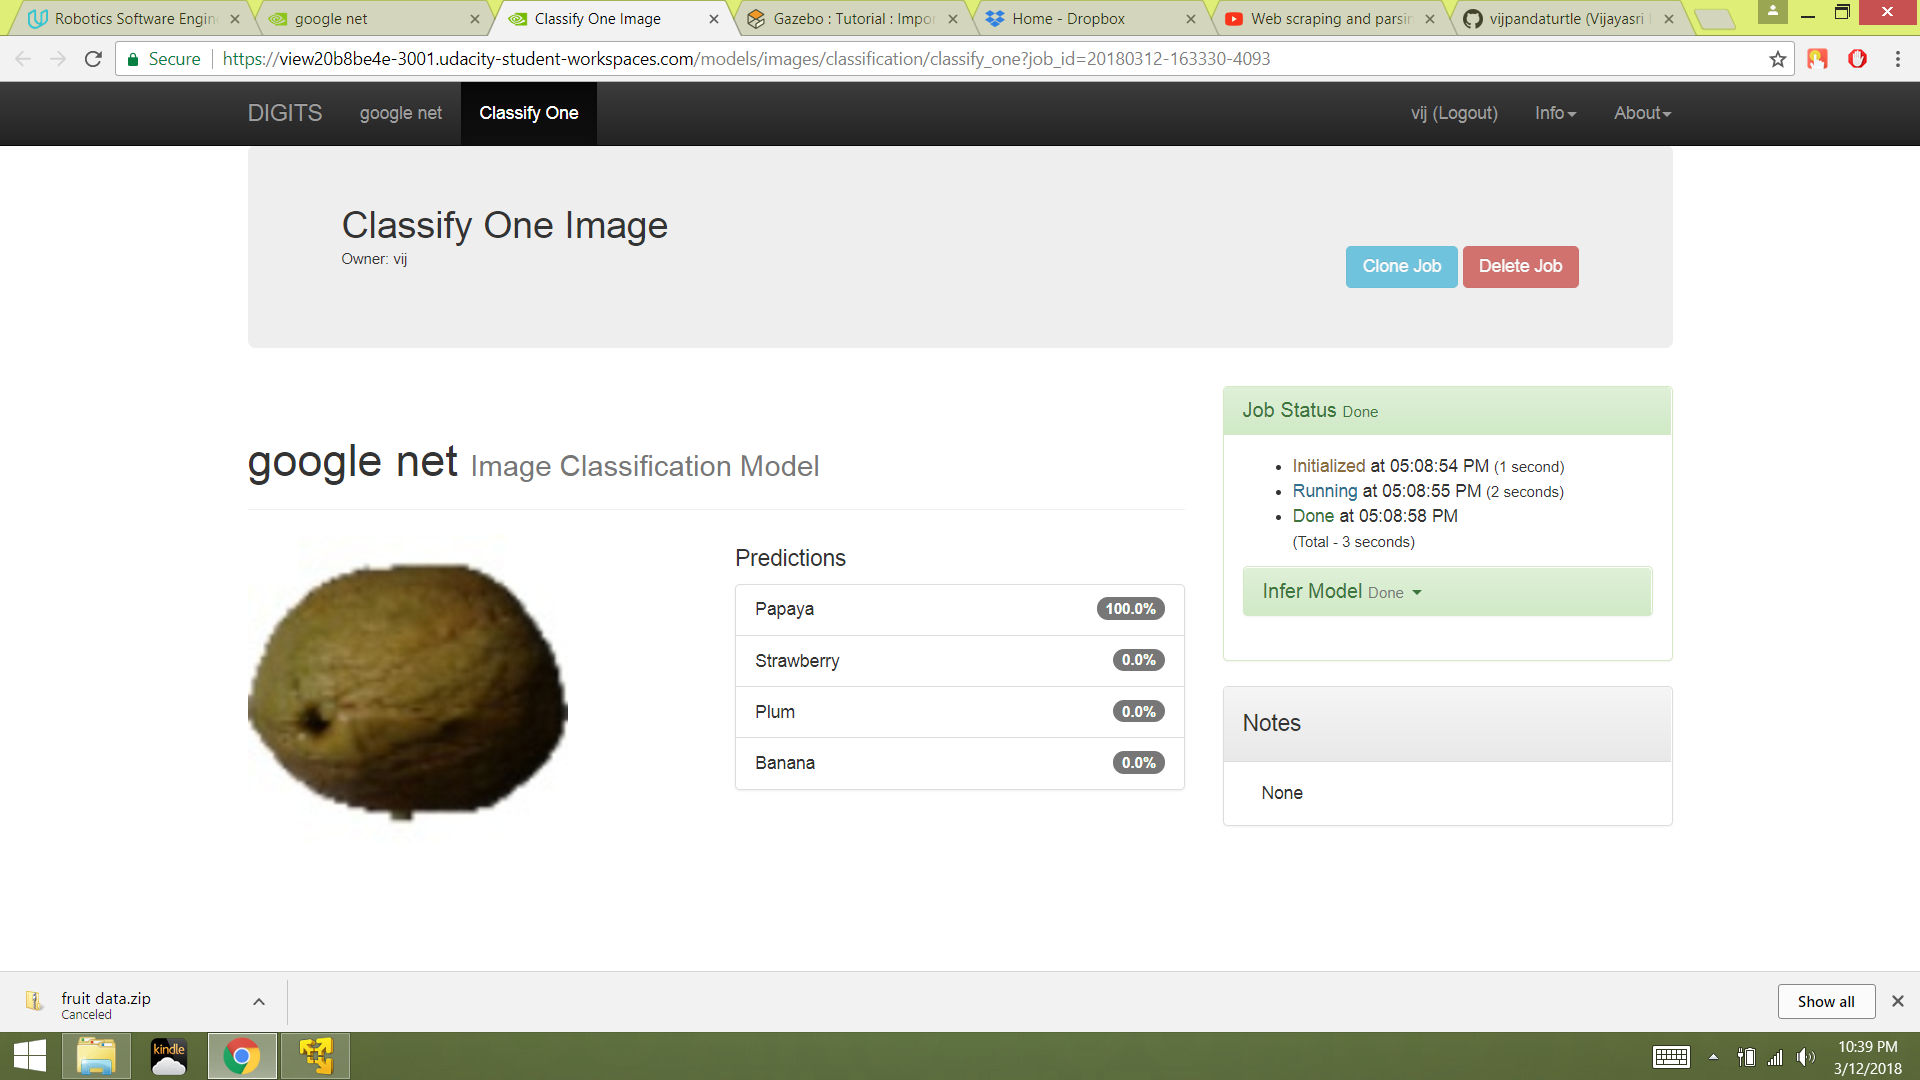 Robotics Software Engin
google net
Classify One Image
Gazebo : Tutorial : Impo
Home - Dropbox
Web scraping and parsin
vijpandaturtle (Vijayasri
Secure
https://view20b8be4e-3001.udacity-student-workspaces.com/models/images/classification/classify_one?job_id=20180312-163330-4093
DIGITS
google net
Classify One
vij (Logout)
Info
About
Classify One Image
Owner: vij
Clone Job
Delete Job
google net Image Classification Model
Predictions
Papaya 100.0%
Strawberry 0.0%
Plum 0.0%
Banana 0.0%
Job Status Done
Initialized at 05:08:54 PM (1 second)
Running at 05:08:55 PM (2 seconds)
Done at 05:08:58 PM
(Total - 3 seconds)
Infer Model Done
Notes
None
fruit data.zip
Canceled
Show all
kindle
10:39 PM
3/12/2018